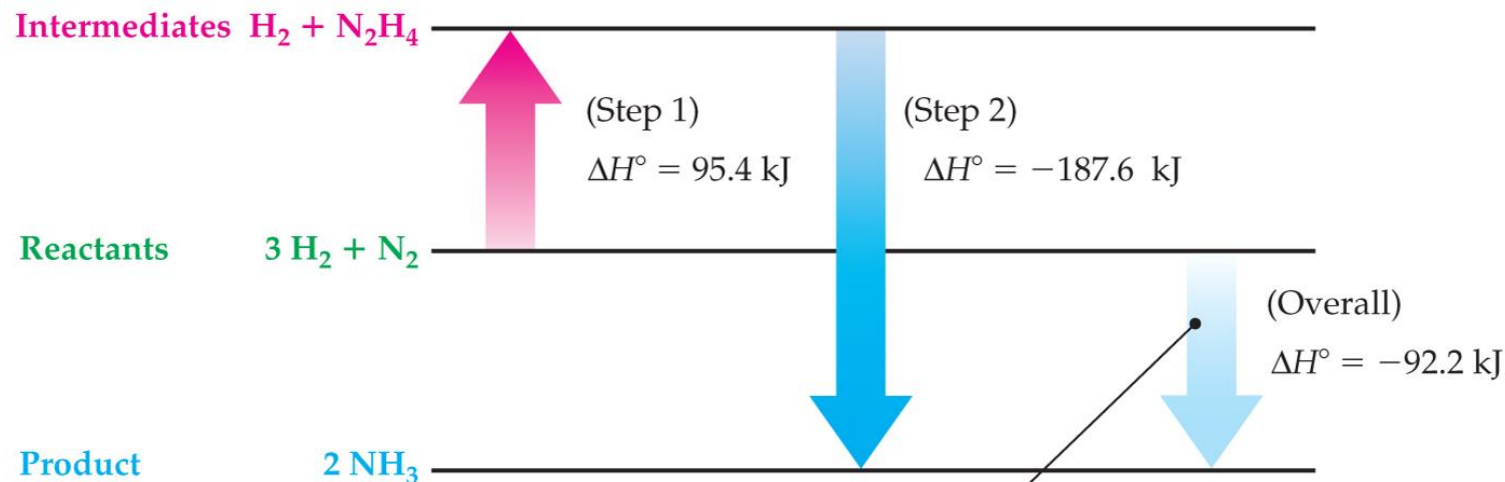 Intermediates H₂ + N₂H₄
(Step 1)
ΔH° = 95.4 kJ
(Step 2)
ΔH° = −187.6 kJ
Reactants 3 H₂ + N₂
(Overall)
ΔH° = −92.2 kJ
Product 2 NH₃